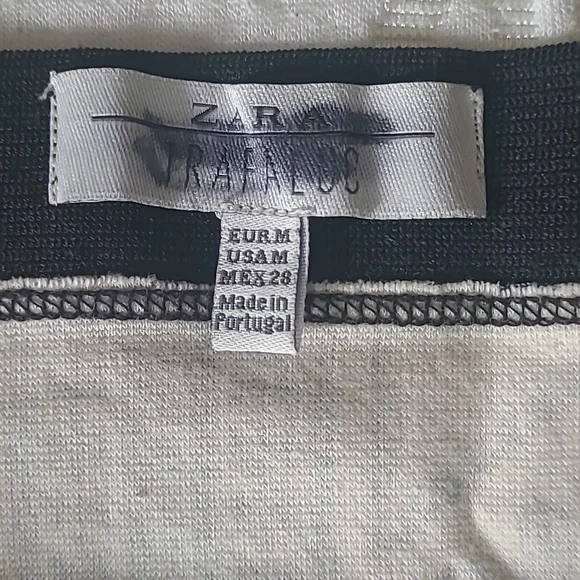 ZARA
TRAFALUC
EUR M
USA M
MEX 28
Made in
Portugal